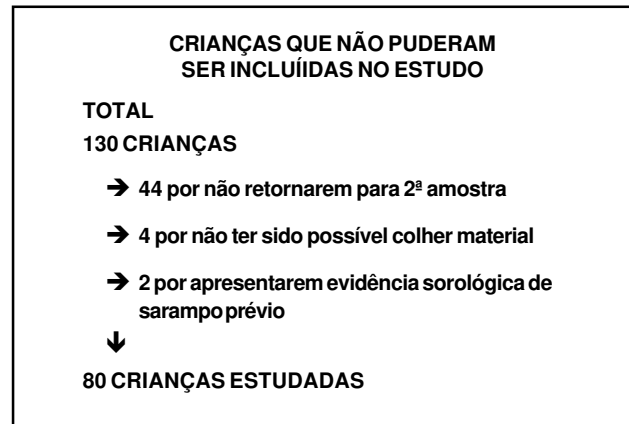 CRIANÇAS QUE NÃO PUDERAM
SER INCLUÍIDAS NO ESTUDO
TOTAL
130 CRIANÇAS
➔ 44 por não retornarem para 2ª amostra
➔ 4 por não ter sido possível colher material
➔ 2 por apresentarem evidência sorológica de
sarampo prévio
🡳
80 CRIANÇAS ESTUDADAS